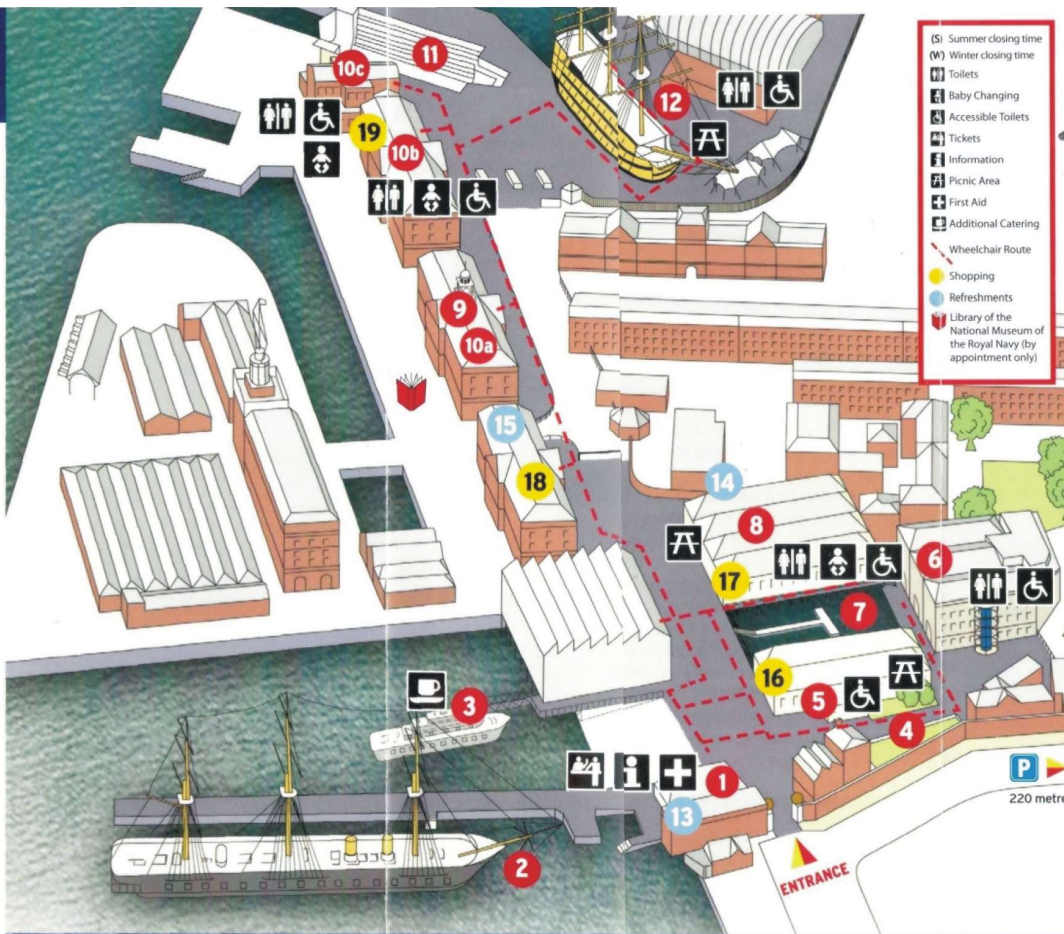 11
10c
12
19
10b
9
10a
15
18
14
8
17
6
7
16
5
4
3
1
13
2
ENTRANCE
P
220 metre
(S) Summer closing time
(W) Winter closing time
Toilets
Baby Changing
Accessible Toilets
Tickets
Information
Picnic Area
First Aid
Additional Catering
Wheelchair Route
Shopping
Refreshments
Library of the
National Museum of
the Royal Navy (by
appointment only)